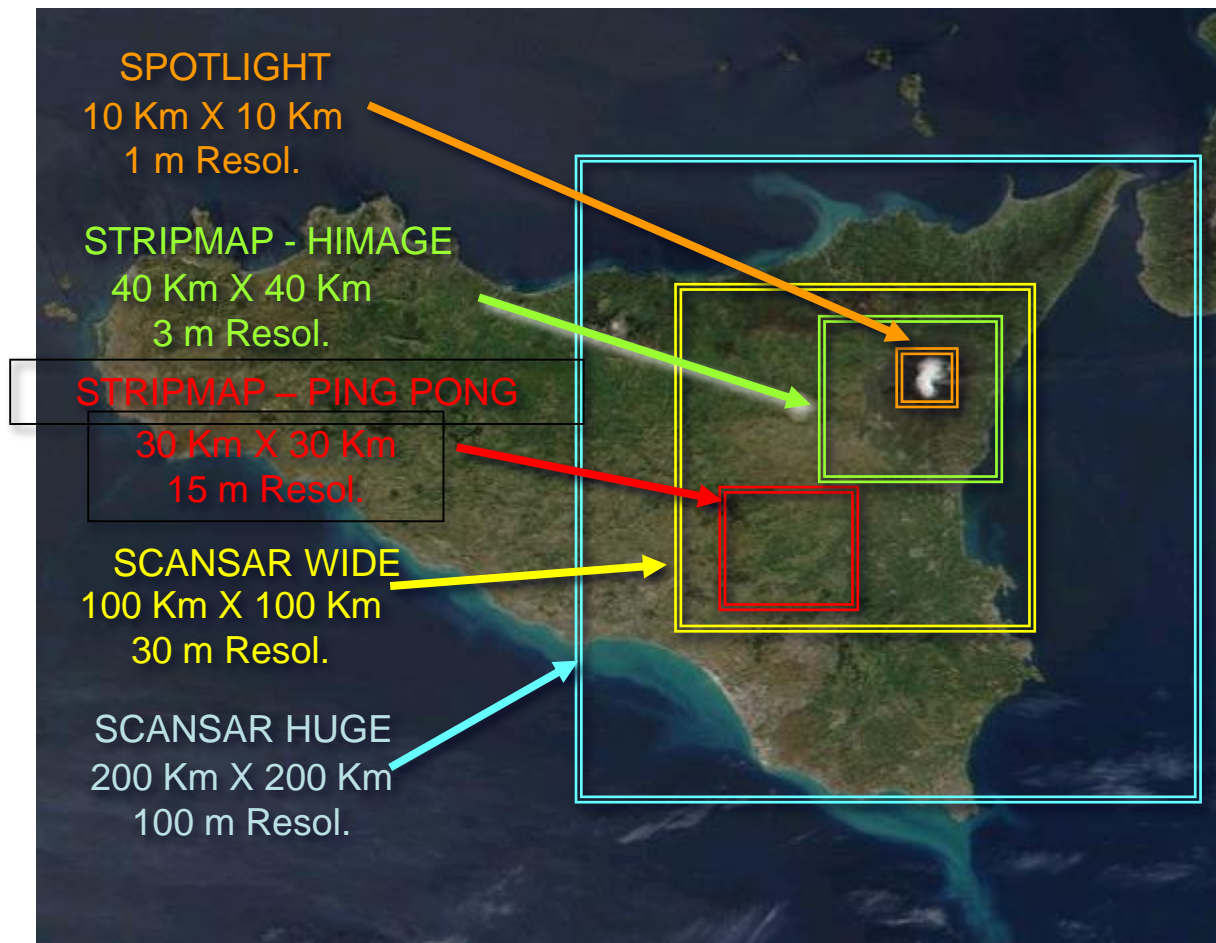 SPOTLIGHT
10 Km X 10 Km
1 m Resol.
STRIPMAP - HIMAGE
40 Km X 40 Km
3 m Resol.
STRIPMAP – PING PONG
30 Km X 30 Km
15 m Resol.
SCANSAR WIDE
100 Km X 100 Km
30 m Resol.
SCANSAR HUGE
200 Km X 200 Km
100 m Resol.